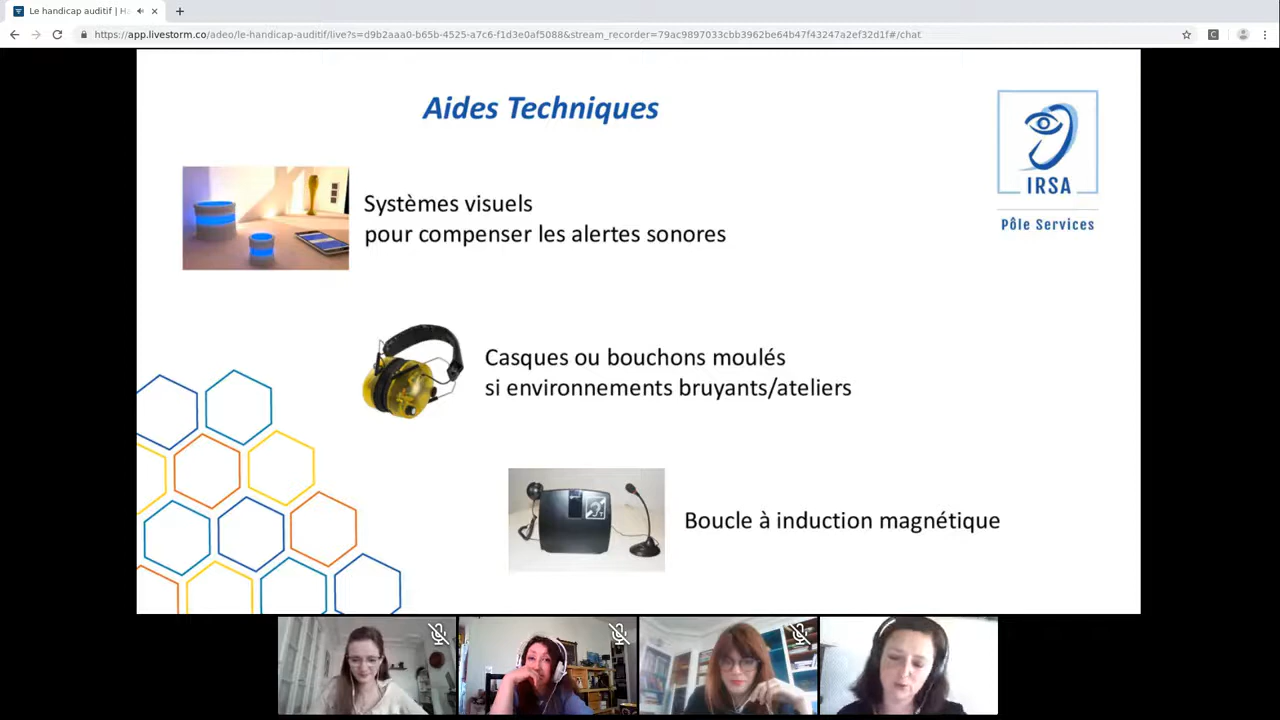 Le handicap auditif | Ha
https://app.livestorm.co/adeo/le-handicap-auditif/live?s=d9b2aaa0-b65b-4525-a7c6-f1d3e0af5088&stream_recorder=79ac9897033cbb3962be64b47f43247a2ef32d1f#/chat
Aides Techniques
IRSA
Pôle Services
Systèmes visuels
pour compenser les alertes sonores
Casques ou bouchons moulés
si environnements bruyants/ateliers
Boucle à induction magnétique